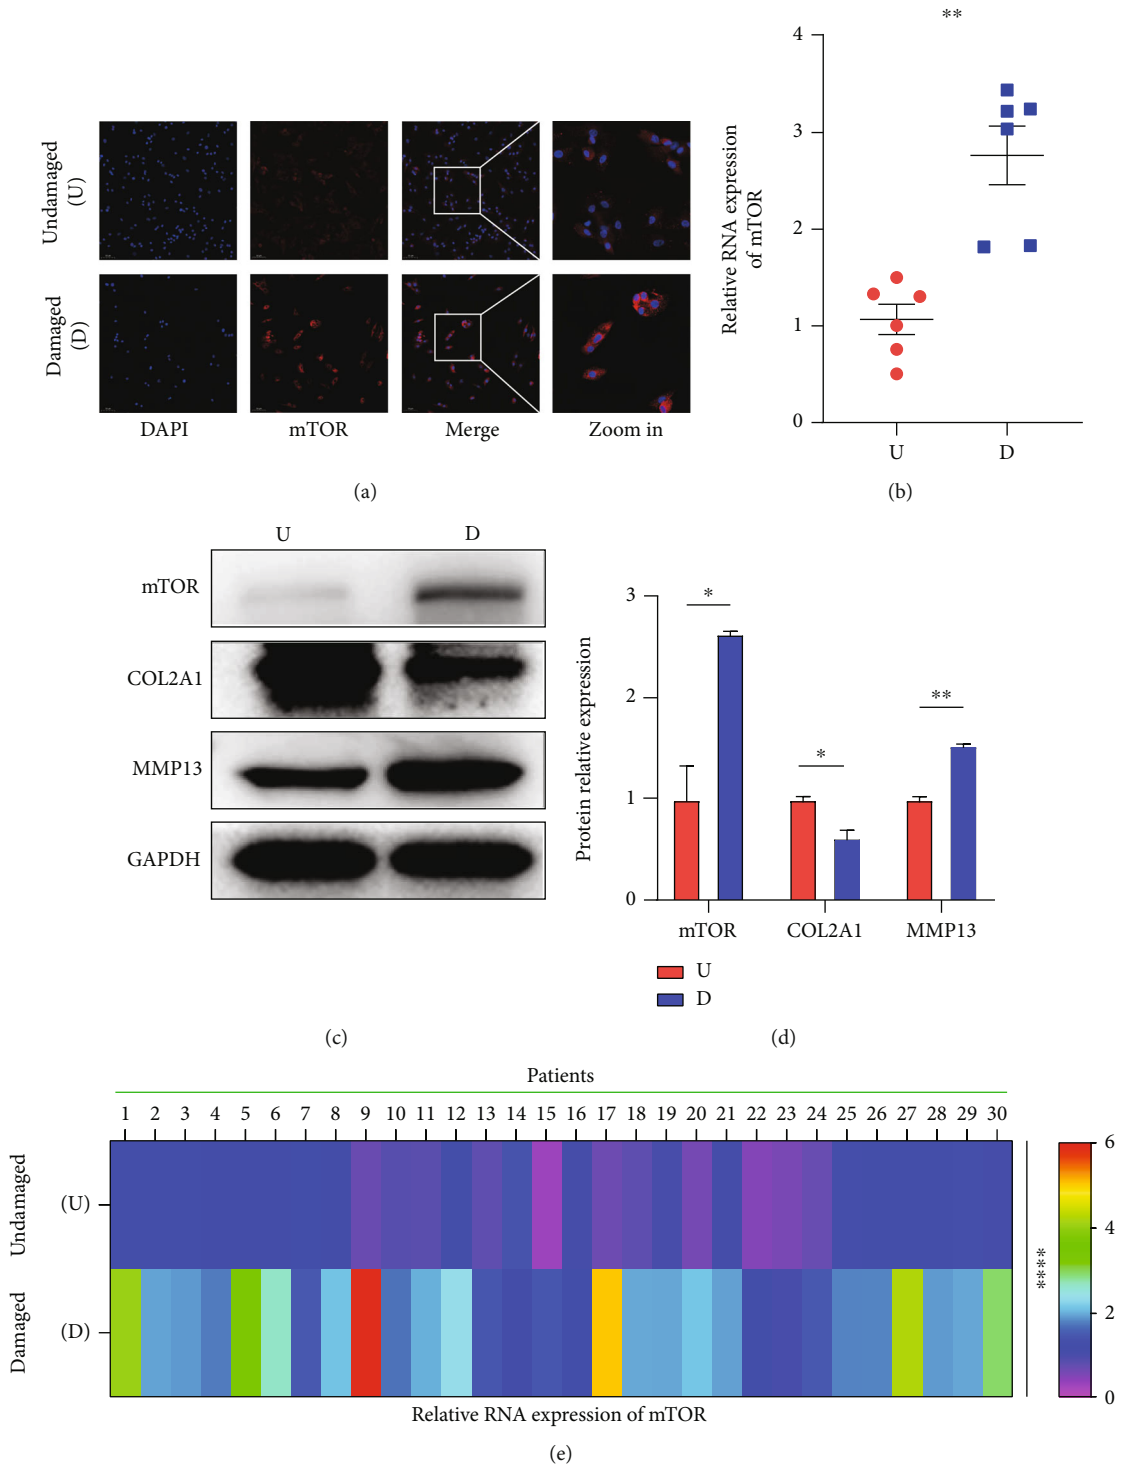 Undamaged
(U)
Damaged
(D)
DAPI
mTOR
Merge
Zoom in
(a)
**
Relative RNA expression
of mTOR
4
3
2
1
0
U
D
(b)
U
D
mTOR
COL2A1
MMP13
GAPDH
(c)
Protein relative expression
3
2
1
0
*
*
**
mTOR
COL2A1
MMP13
U
D
(d)
Patients
1 2 3 4 5 6 7 8 9 10 11 12 13 14 15 16 17 18 19 20 21 22 23 24 25 26 27 28 29 30
Undamaged
(U)
Damaged
(D)
****
6
4
2
0
Relative RNA expression of mTOR
(e)